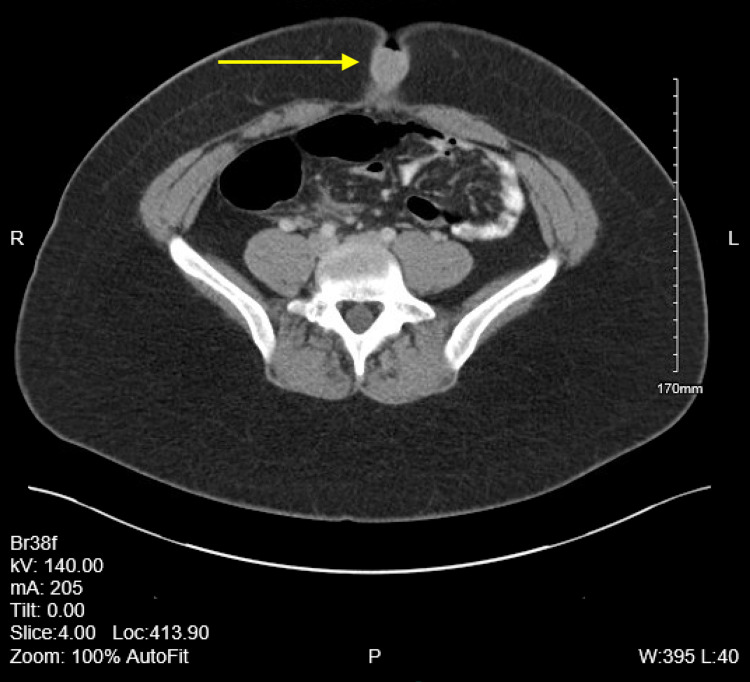 R
L
170mm
Br38f
kV: 140.00
mA: 205
Tilt: 0.00
Slice:4.00 Loc:413.90
Zoom: 100% AutoFit
P
W:395 L:40